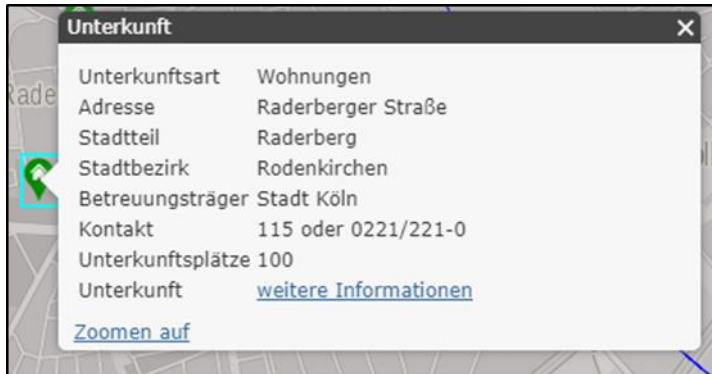 Unterkunft
Unterkunftsart Wohnungen
Rade
Adresse Raderberger Straße
Stadtteil Raderberg
Stadtbezirk Rodenkirchen
Betreuungsträger Stadt Köln
Kontakt 115 oder 0221/221-0
Unterkunftsplätze 100
Unterkunft weitere Informationen
Zoomen auf